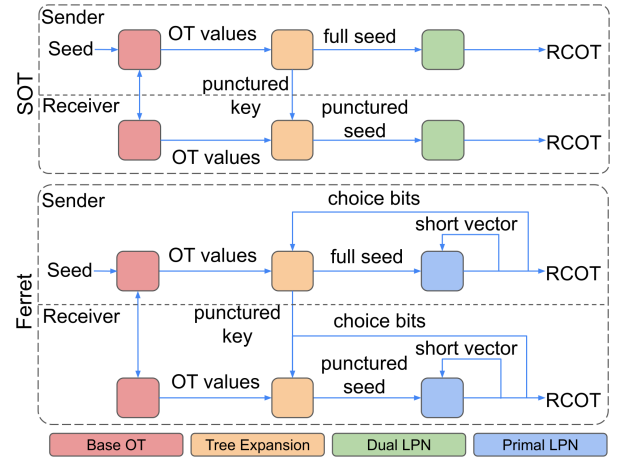 SOT
Sender
Seed
OT values
full seed
RCOT
punctured
key
Receiver
OT values
punctured
seed
RCOT
Ferret
Sender
choice bits
short vector
Seed
OT values
full seed
RCOT
Receiver
punctured
key
choice bits
short vector
OT values
punctured
seed
RCOT
Base OT
Tree Expansion
Dual LPN
Primal LPN